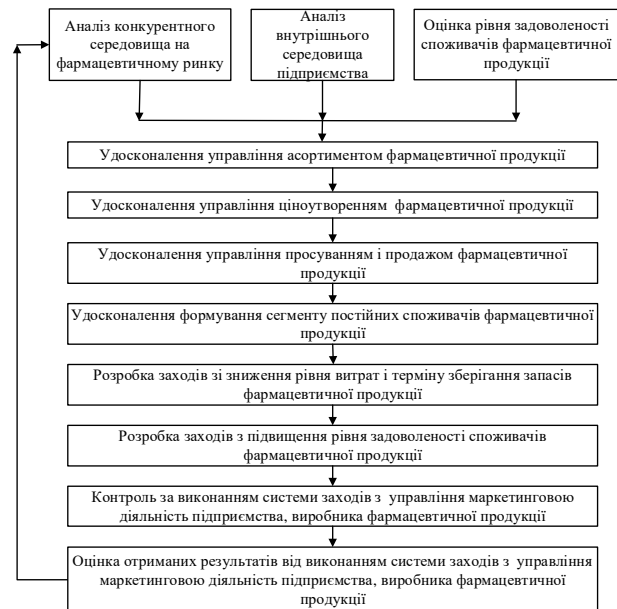 Аналіз конкурентного
середовища на
фармацевтичному ринку
Аналіз
внутрішнього
середовища
підприємства
Оцінка рівня задоволеності
споживачів фармацевтичної
продукції
Удосконалення управління асортиментом фармацевтичної продукції
Удосконалення управління ціноутворенням фармацевтичної продукції
Удосконалення управління просуванням і продажом фармацевтичної
продукції
Удосконалення формування сегменту постійних споживачів фармацевтичної
продукції
Розробка заходів зі зниження рівня витрат і терміну зберігання запасів
фармацевтичної продукції
Розробка заходів з підвищення рівня задоволеності споживачів
фармацевтичної продукції
Контроль за виконанням системи заходів з управління маркетинговою
діяльність підприємства, виробника фармацевтичної продукції
Оцінка отриманих результатів від виконанням системи заходів з управління
маркетинговою діяльність підприємства, виробника фармацевтичної
продукції